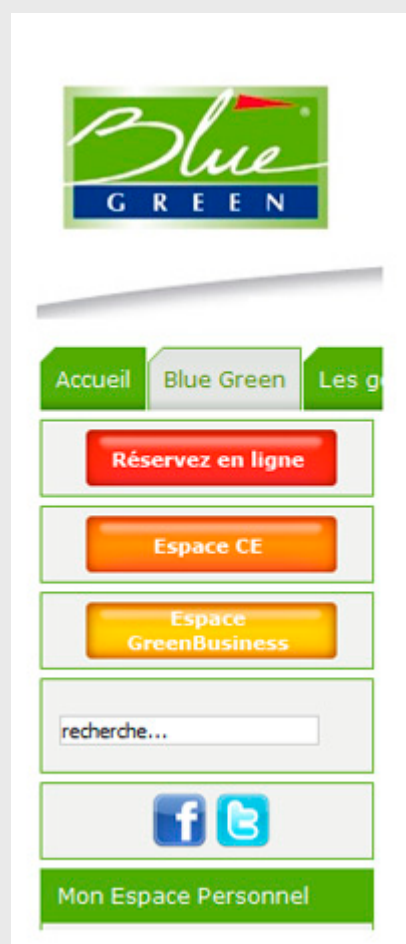 Blue
GREEN
Accueil
Blue Green
Les g
Réservez en ligne
Espace CE
Espace
GreenBusiness
recherche...
Mon Espace Personnel